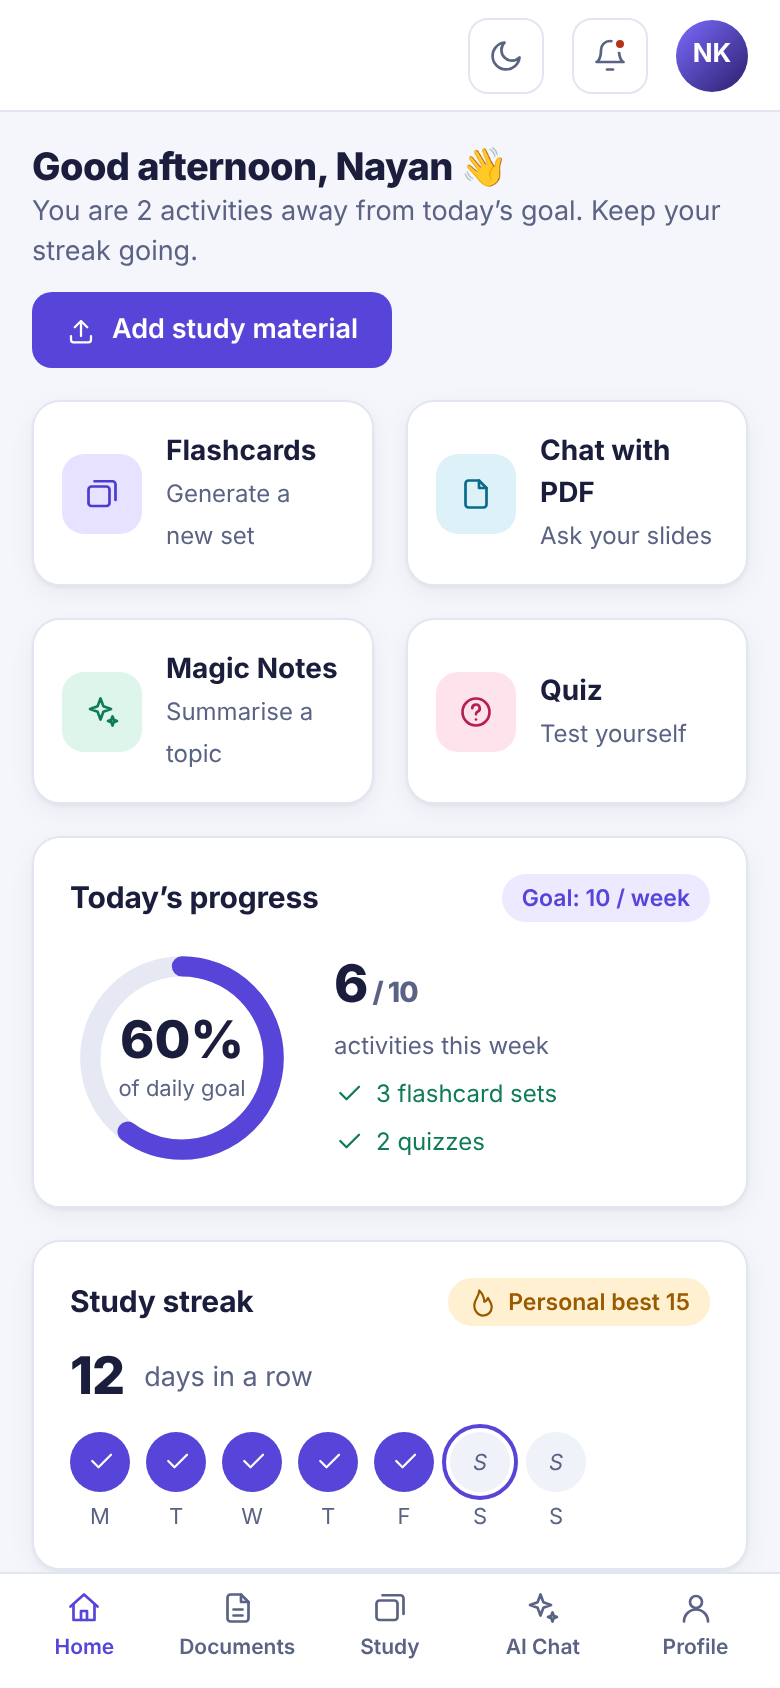 NK
Good afternoon, Nayan 👋
You are 2 activities away from today’s goal. Keep your
streak going.
Add study material
Flashcards
Generate a
new set
Chat with
PDF
Ask your slides
Magic Notes
Summarise a
topic
Quiz
Test yourself
Today’s progress
Goal: 10 / week
60%
of daily goal
6 / 10
activities this week
3 flashcard sets
2 quizzes
Study streak
Personal best 15
12 days in a row
S S
M T W T F S S
Home Documents Study AI Chat Profile